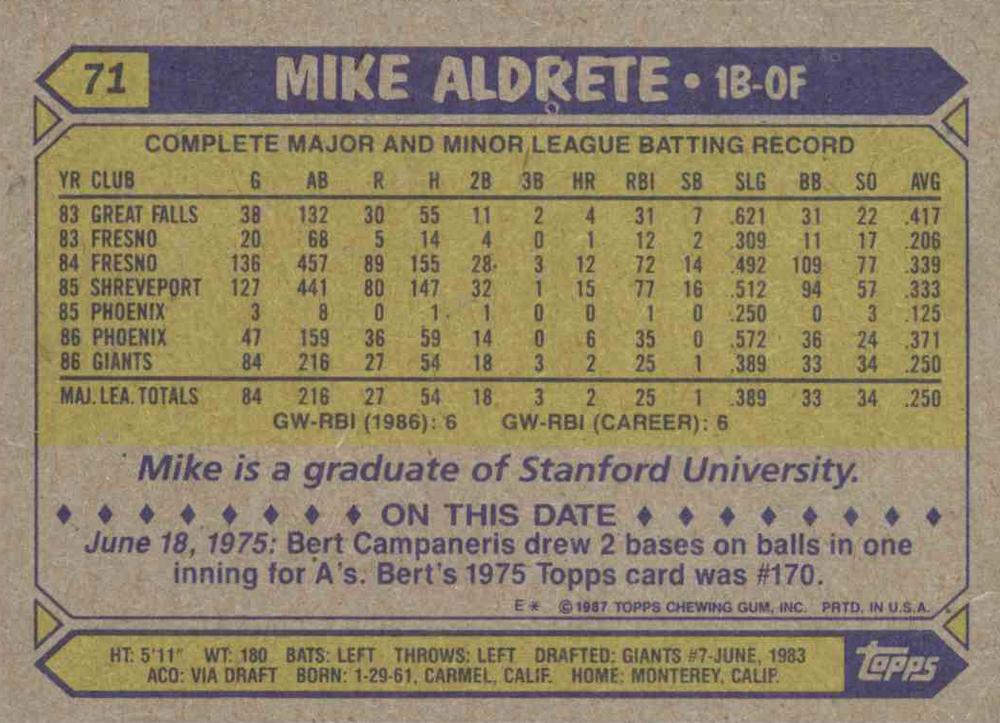 71 MIKE ALDRETE • 1B-OF
COMPLETE MAJOR AND MINOR LEAGUE BATTING RECORD
YR CLUB G AB R H 2B 3B HR RBI SB SLG BB SO AVG
83 GREAT FALLS 38 132 30 55 11 2 4 31 7 .621 31 22 .417
83 FRESNO 20 68 5 14 4 0 1 12 2 .309 11 17 .206
84 FRESNO 136 457 89 155 28 3 12 72 14 .492 109 77 .339
85 SHREVEPORT 127 441 80 147 32 1 15 77 16 .512 94 57 .333
85 PHOENIX 3 8 0 1 1 0 0 1 0 .250 0 3 .125
86 PHOENIX 47 159 36 59 14 0 6 35 0 .572 36 24 .371
86 GIANTS 84 216 27 54 18 3 2 25 1 .389 33 34 .250
MAJ. LEA. TOTALS 84 216 27 54 18 3 2 25 1 .389 33 34 .250
GW-RBI (1986): 6 GW-RBI (CAREER): 6
Mike is a graduate of Stanford University.
♦ ♦ ♦ ♦ ♦ ♦ ♦ ♦ ON THIS DATE ♦ ♦ ♦ ♦ ♦ ♦ ♦ ♦
June 18, 1975: Bert Campaneris drew 2 bases on balls in one
inning for A's. Bert's 1975 Topps card was #170.
E* © 1987 TOPPS CHEWING GUM, INC. PRTD. IN U.S.A.
HT: 5'11" WT: 180 BATS: LEFT THROWS: LEFT DRAFTED: GIANTS #7-JUNE, 1983
ACQ: VIA DRAFT BORN: 1-29-61, CARMEL, CALIF. HOME: MONTEREY, CALIF.
topps